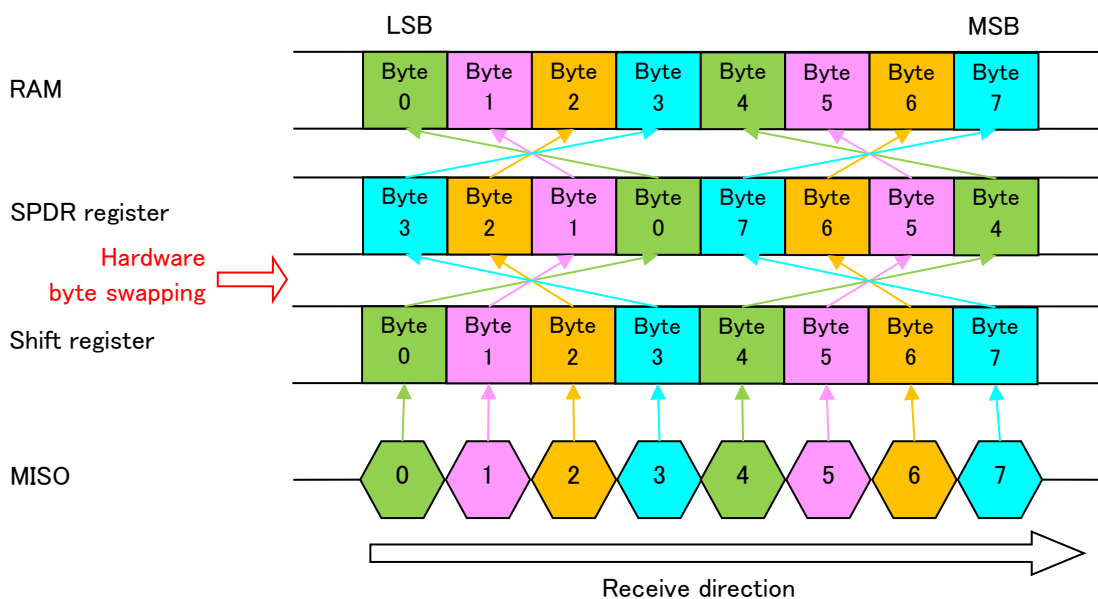 LSB MSB
RAM
Byte Byte Byte Byte Byte Byte Byte Byte
0 1 2 3 4 5 6 7
SPDR register
Byte Byte Byte Byte Byte Byte Byte Byte
3 2 1 0 7 6 5 4
Hardware
byte swapping
Shift register
Byte Byte Byte Byte Byte Byte Byte Byte
0 1 2 3 4 5 6 7
MISO
0 1 2 3 4 5 6 7
Receive direction